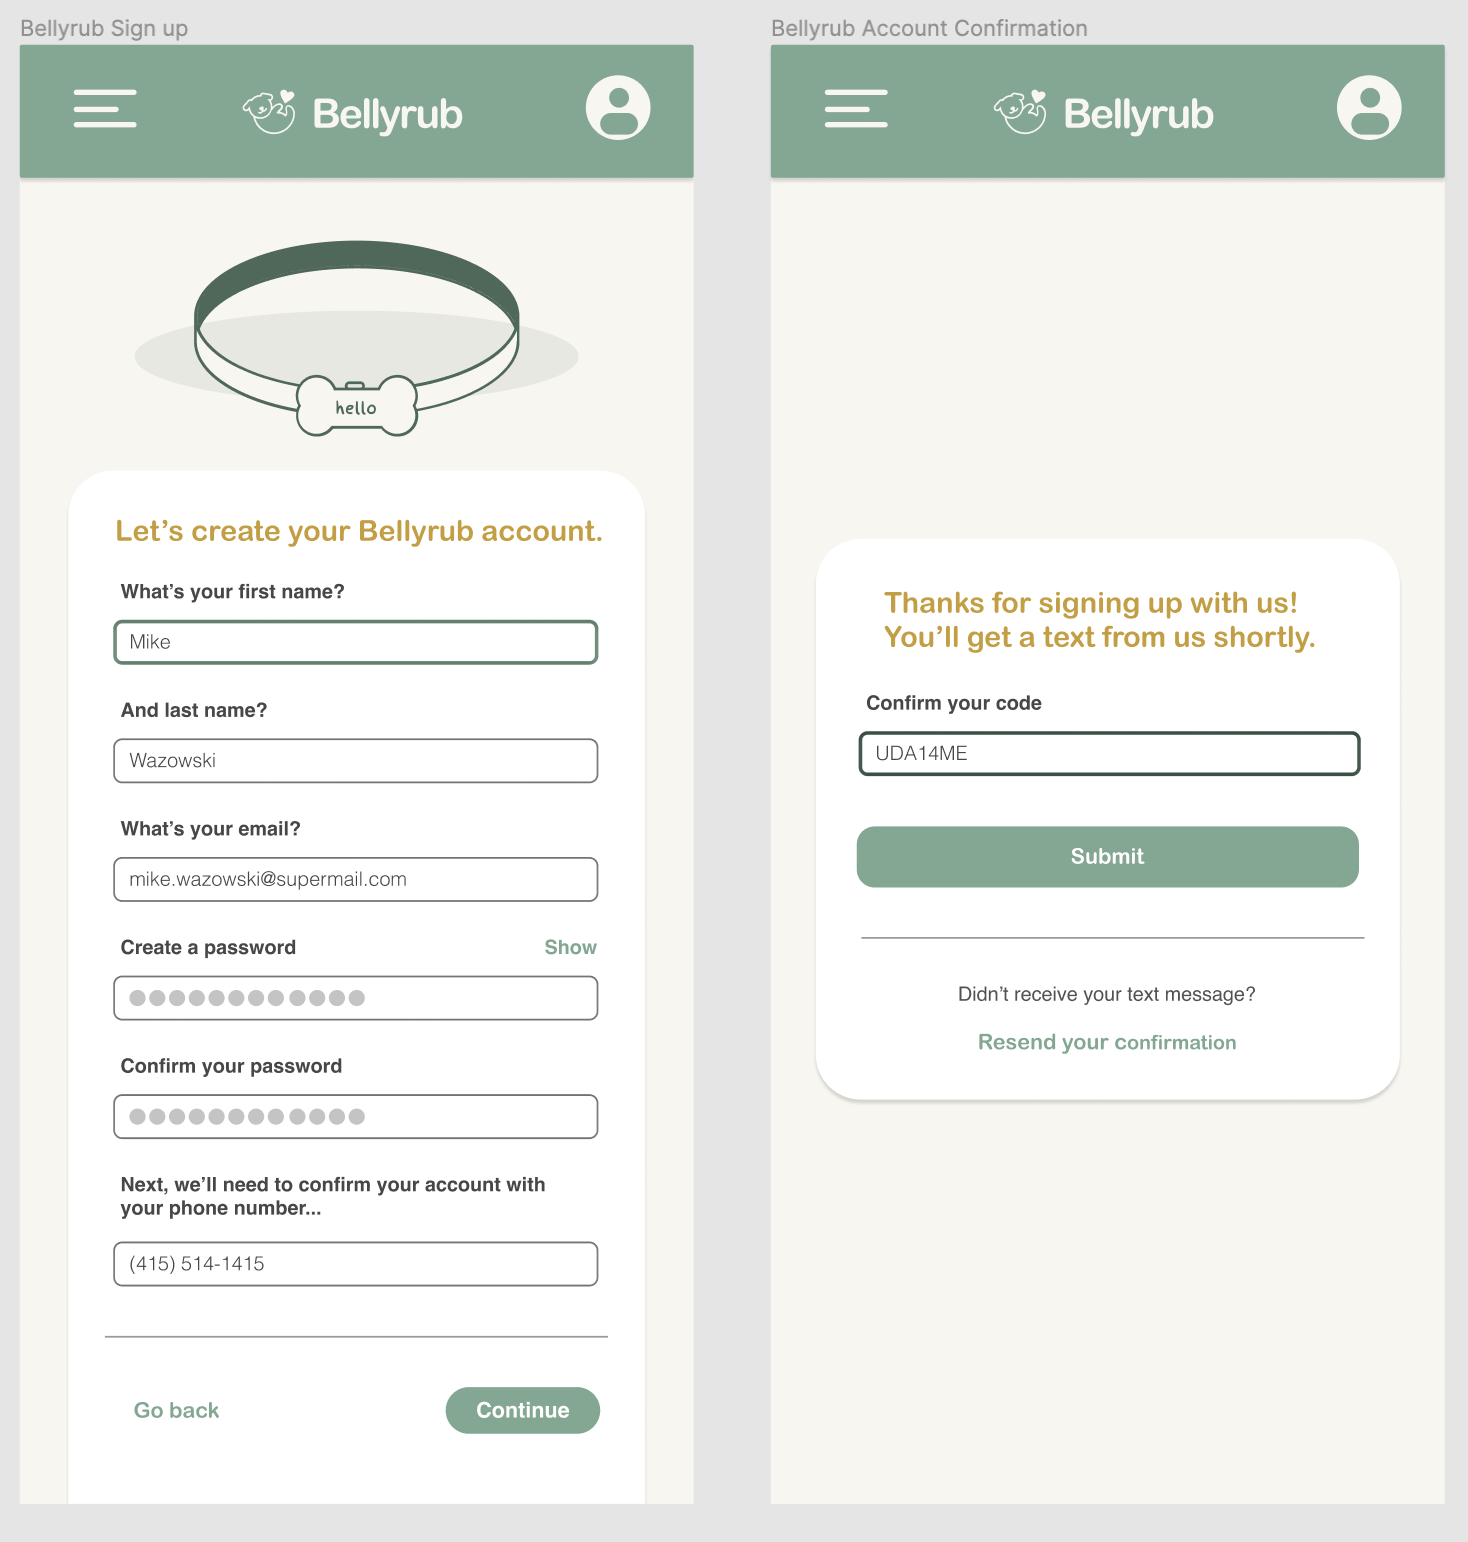 Bellyrub Sign up
Bellyrub
hello
Let’s create your Bellyrub account.
What’s your first name?
Mike
And last name?
Wazowski
What’s your email?
mike.wazowski@supermail.com
Create a password
Show
Confirm your password
Next, we’ll need to confirm your account with
your phone number...
(415) 514-1415
Go back
Continue
Bellyrub Account Confirmation
Bellyrub
Thanks for signing up with us!
You’ll get a text from us shortly.
Confirm your code
UDA14ME
Submit
Didn’t receive your text message?
Resend your confirmation